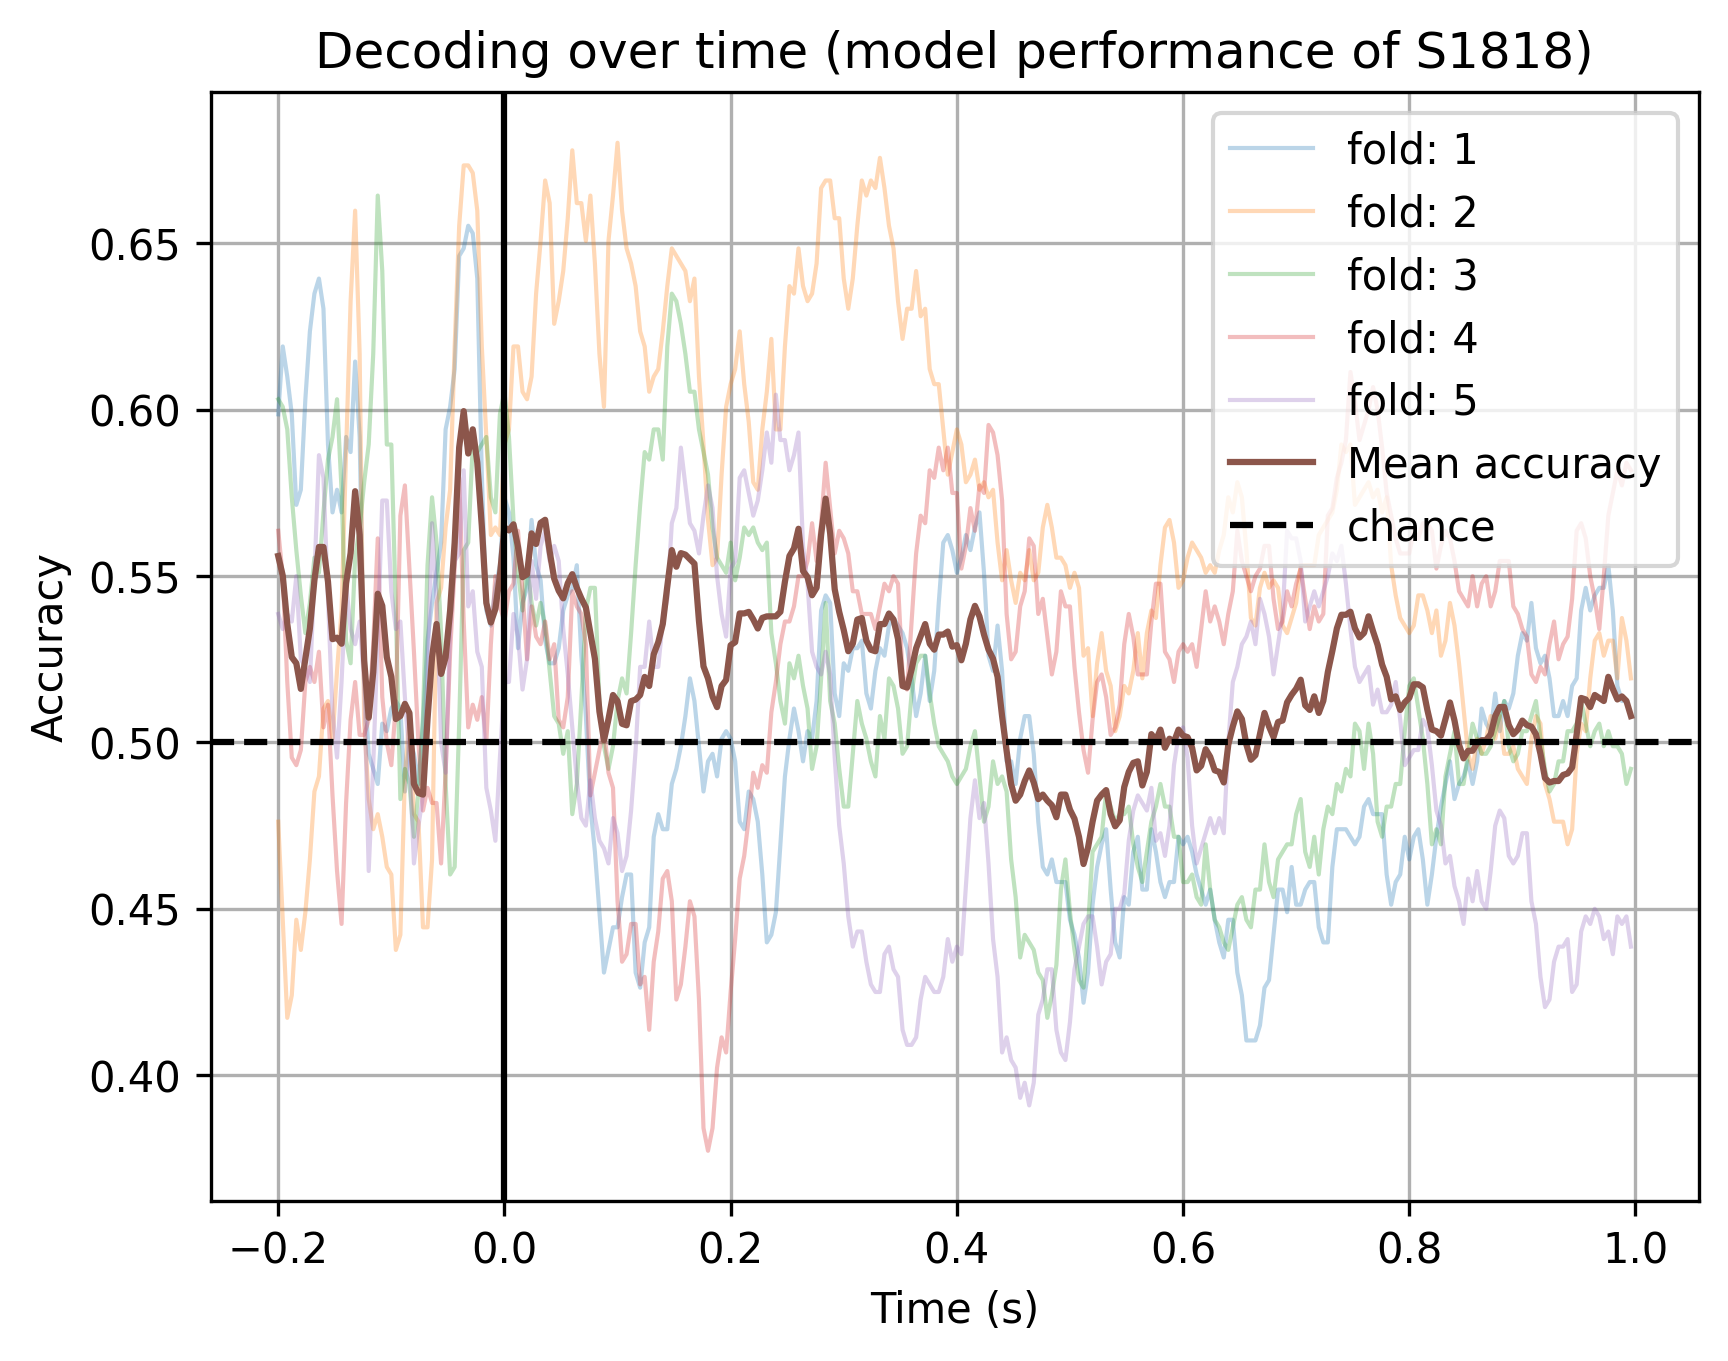 Decoding over time (model performance of S1818)
fold: 1
fold: 2
fold: 3
fold: 4
fold: 5
Mean accuracy
chance
Accuracy
0.65
0.60
0.55
0.50
0.45
0.40
−0.2 0.0 0.2 0.4 0.6 0.8 1.0
Time (s)